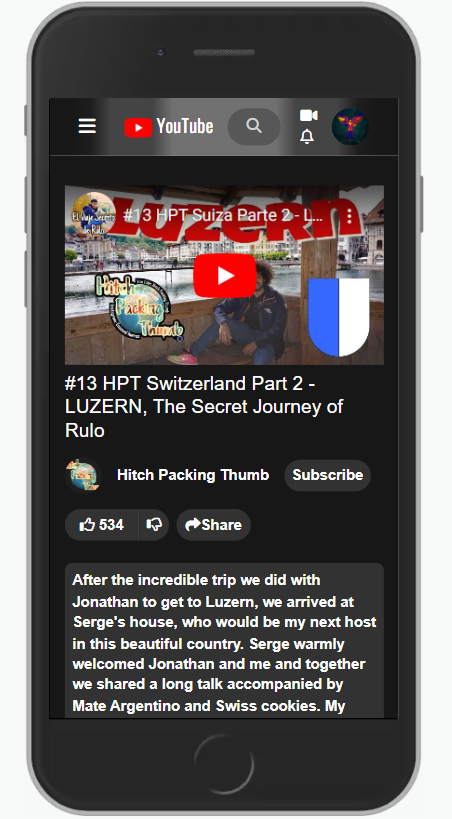 YouTube
El Viaje Secreto
de Rulo
#13 HPT Suiza Parte 2 - L...
LUZERN
Hitch
Packing
Thumb
#13 HPT Switzerland Part 2 -
LUZERN, The Secret Journey of
Rulo
Hitch Packing Thumb
Subscribe
534
Share
After the incredible trip we did with
Jonathan to get to Luzern, we arrived at
Serge's house, who would be my next host
in this beautiful country. Serge warmly
welcomed Jonathan and me and together
we shared a long talk accompanied by
Mate Argentino and Swiss cookies. My